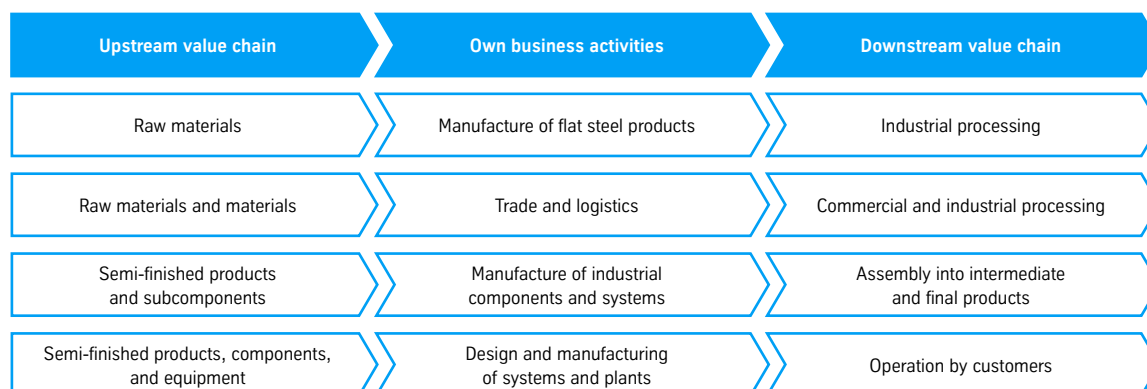 Upstream value chain
Own business activities
Downstream value chain
Raw materials
Manufacture of flat steel products
Industrial processing
Raw materials and materials
Trade and logistics
Commercial and industrial processing
Semi-finished products
and subcomponents
Manufacture of industrial
components and systems
Assembly into intermediate
and final products
Semi-finished products, components,
and equipment
Design and manufacturing
of systems and plants
Operation by customers